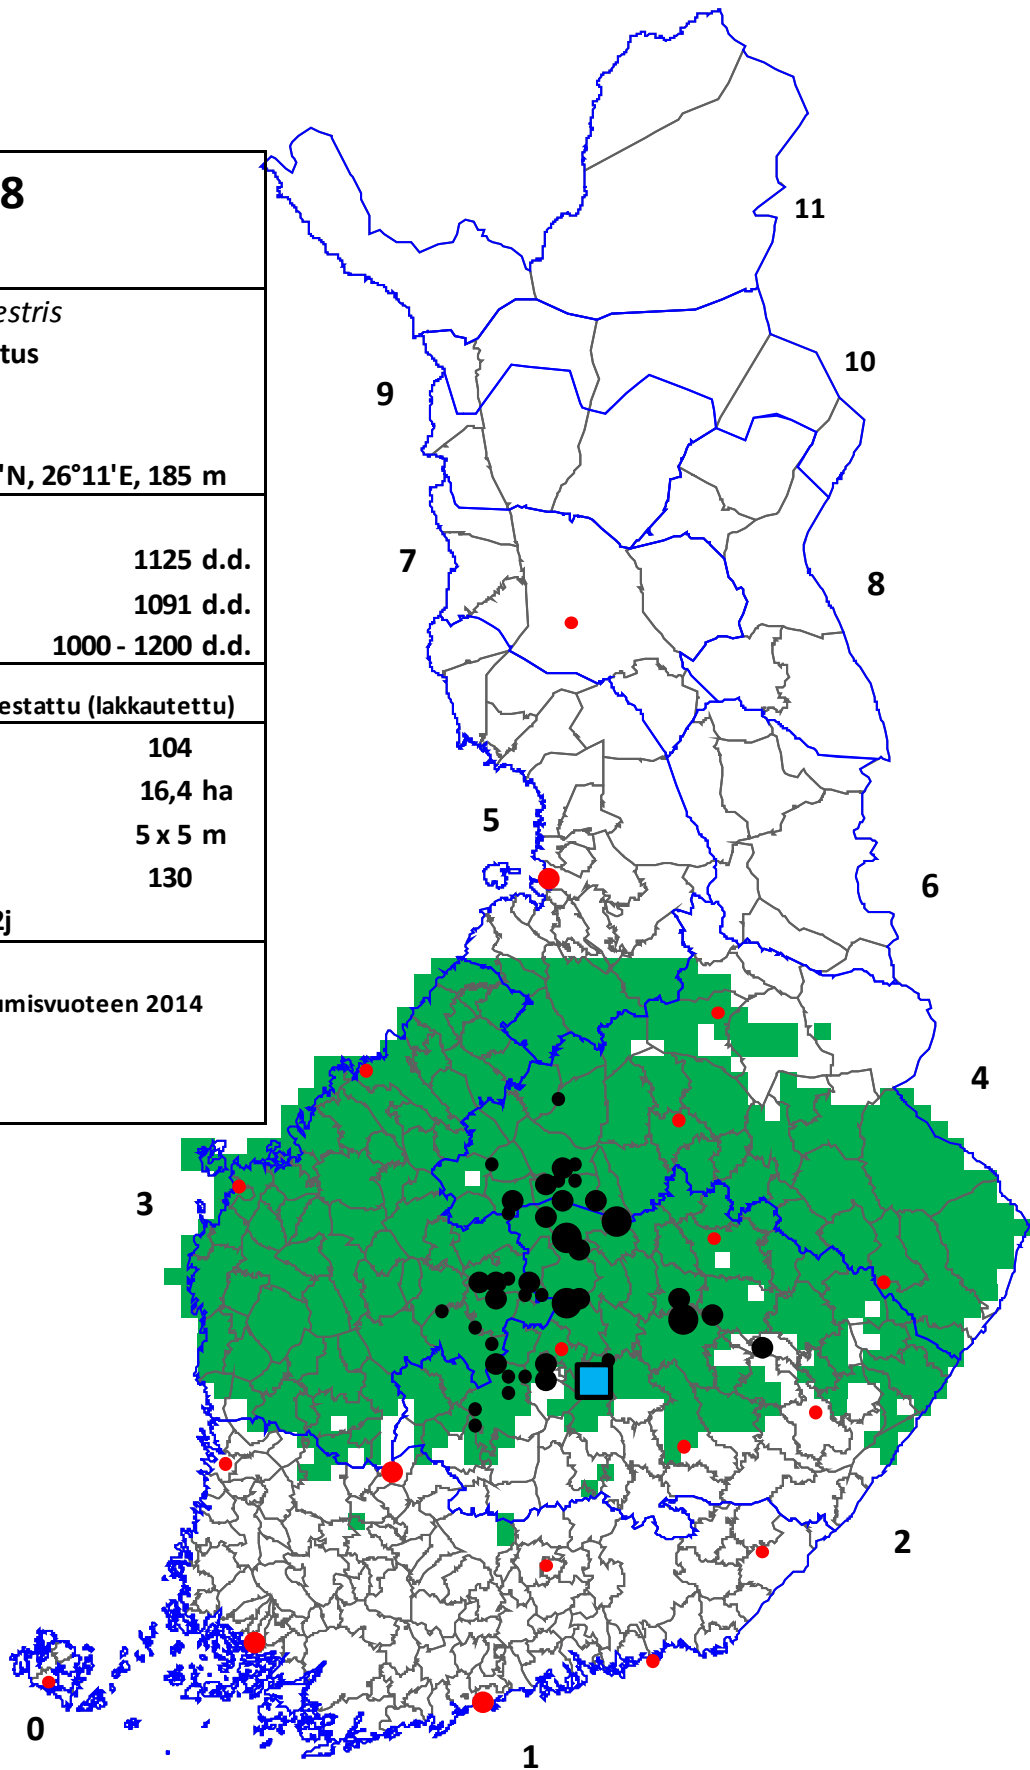 8
estris
tus
'N, 26°11'E, 185 m
1125 d.d.
1091 d.d.
1000 - 1200 d.d.
estattu (lakkautettu)
104
16,4 ha
5 x 5 m
130
2j
umisvuoteen 2014
11
10
9
7
8
5
6
4
3
2
0
1